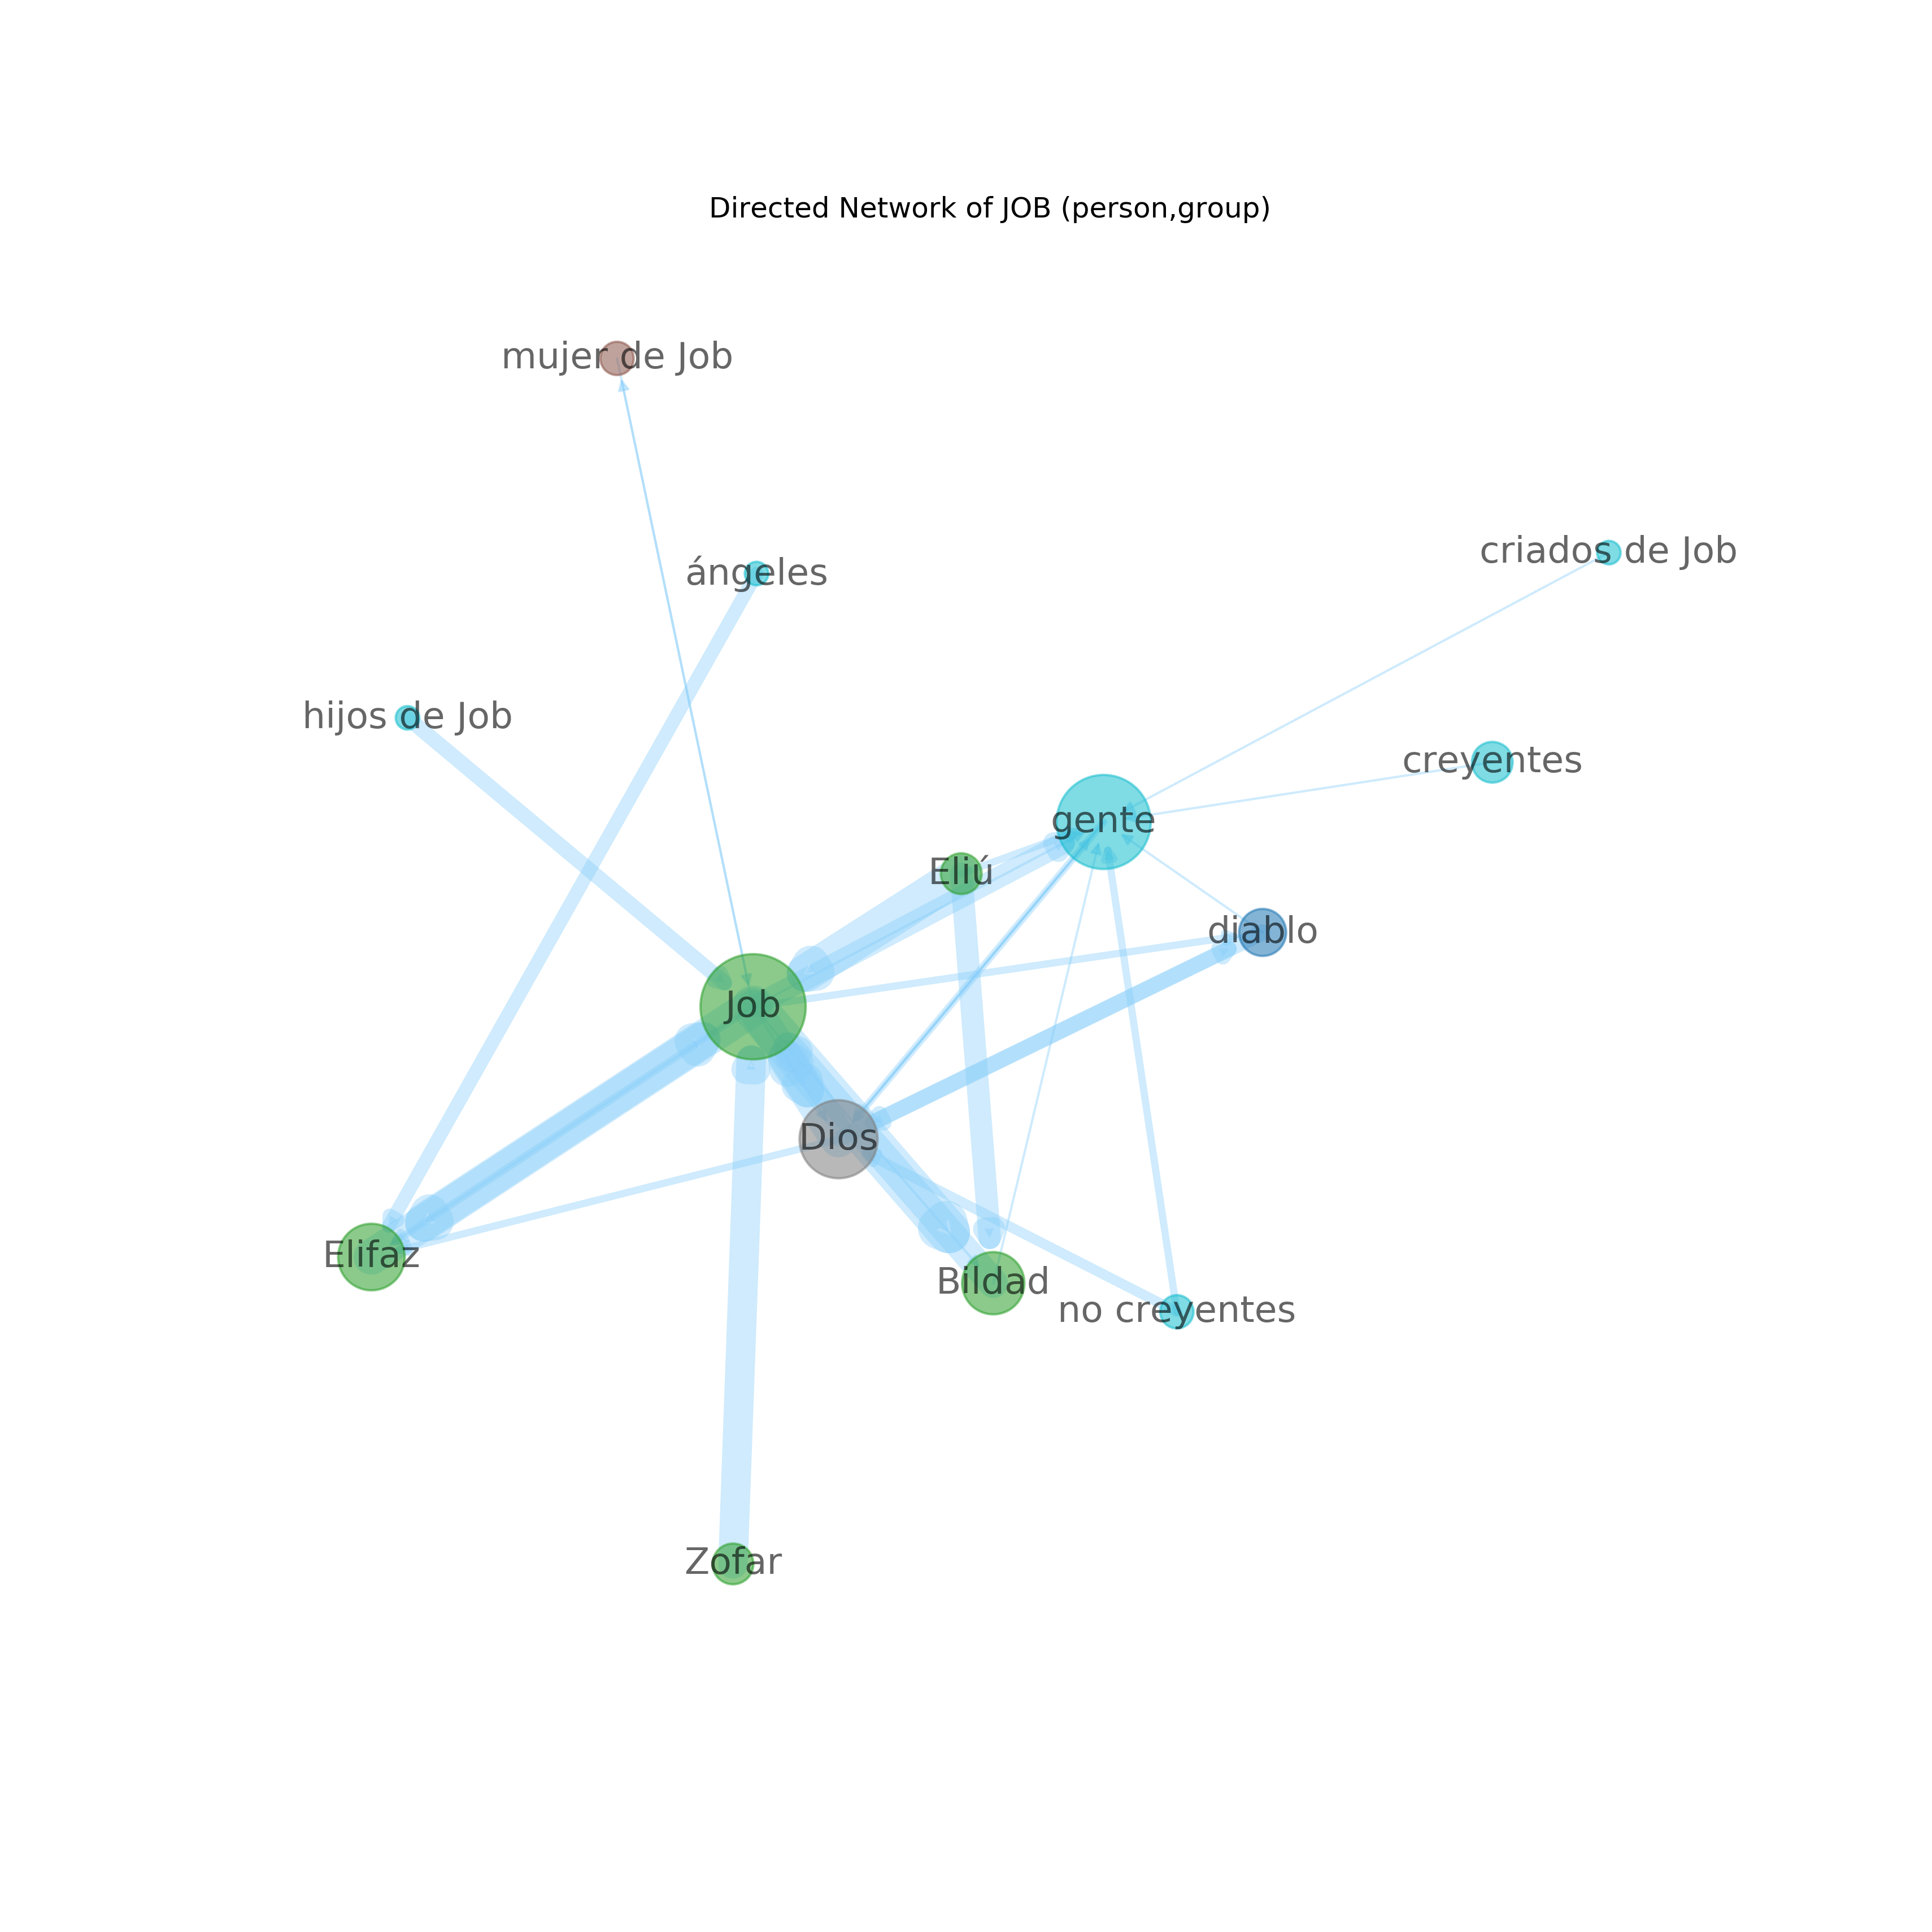 Directed Network of JOB (person,group)
mujer de Job
criados de Job
ángeles
hijos de Job
creyentes
gente
Eliú
diablo
Job
Dios
Elifaz
Bildad
no creyentes
Zofar